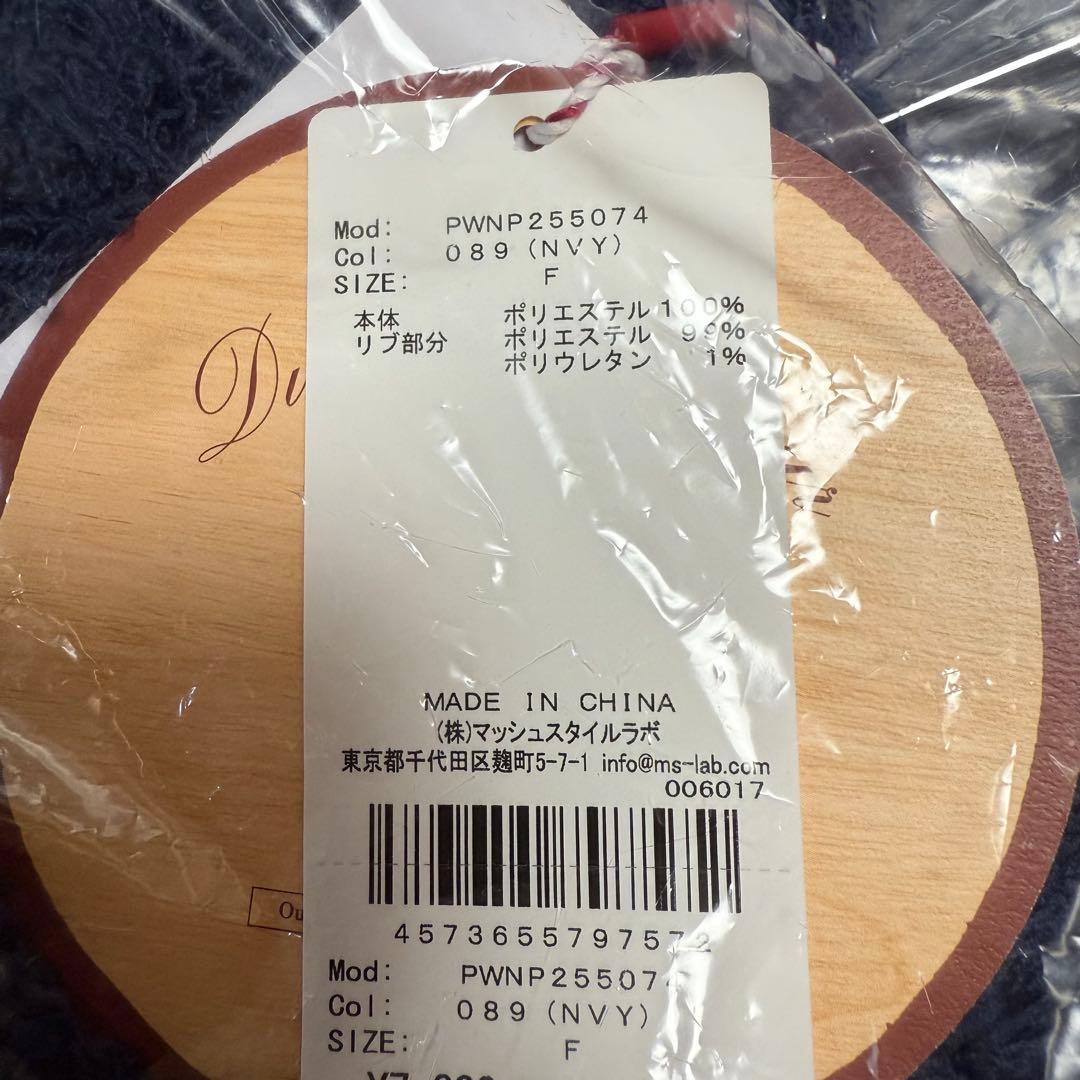 Mod: PWNP255074
Col: 089 (NVY)
SIZE: F
本体 ポリエステル 100%
リブ部分 ポリエステル 99%
ポリウレタン 1%
Du
MADE IN CHINA
(株)マッシュスタイルラボ
東京都千代田区麹町5-7-1 info@ms-lab.com
006017
4573655797572
Ou
Mod: PWNP25507
Col: 089 (NVY)
SIZE: F